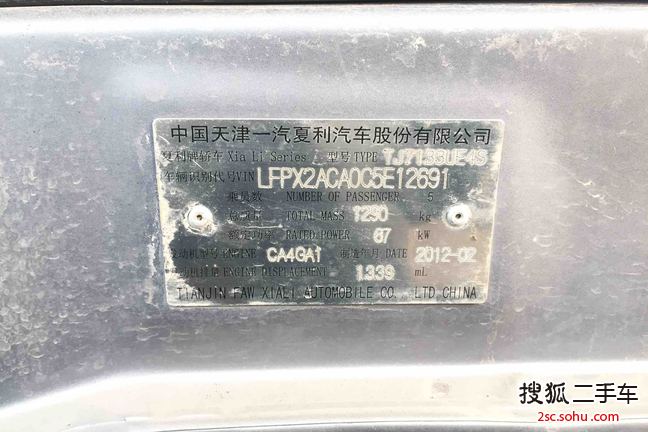 中国天津一汽夏利汽车股份有限公司
夏利牌轿车 Xia Li Series 型号 TYPE TJ7133UE4S
车辆识别代号VIN LFPX2ACA0C5E12691
乘员数 NUMBER OF PASSENGER 5
总质量 TOTAL MASS 1290 kg
额定功率 RATED POWER 67 kW
发动机型号 ENGINE CA4GA1 制造年月 DATE 2012-02
发动机排量 ENGINE DISPLACEMENT 1.339 mL
TIANJIN FAW XIALI AUTOMOBILE CO. LTD.CHINA
搜狐二手车
2sc.sohu.com